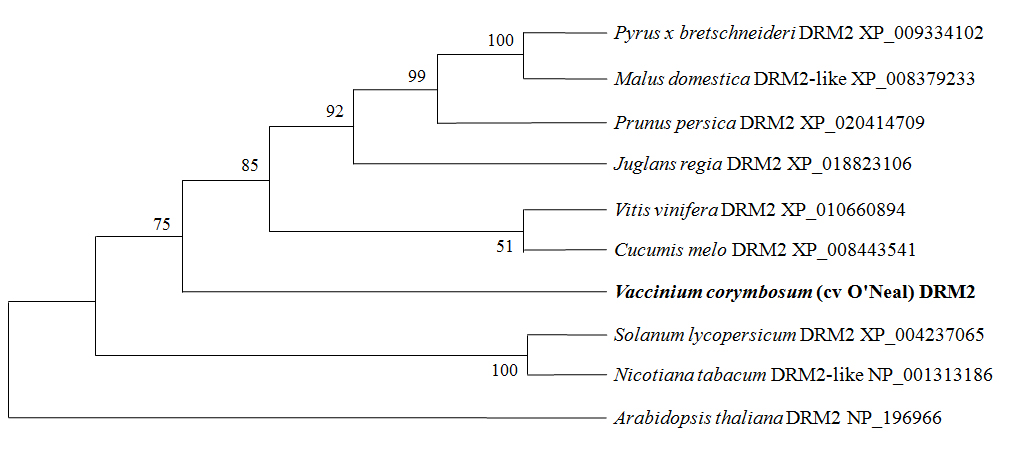 100
Pyrus x bretschneideri DRM2 XP_009334102
99
Malus domestica DRM2-like XP_008379233
92
Prunus persica DRM2 XP_020414709
85
Juglans regia DRM2 XP_018823106
75
Vitis vinifera DRM2 XP_010660894
51
Cucumis melo DRM2 XP_008443541
Vaccinium corymbosum (cv O'Neal) DRM2
Solanum lycopersicum DRM2 XP_004237065
100
Nicotiana tabacum DRM2-like NP_001313186
Arabidopsis thaliana DRM2 NP_196966